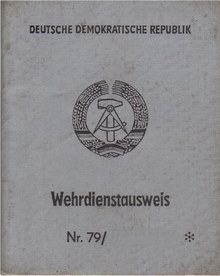 DEUTSCHE DEMOKRATISCHE REPUBLIK
Wehrdienstausweis
Nr. 79/ *